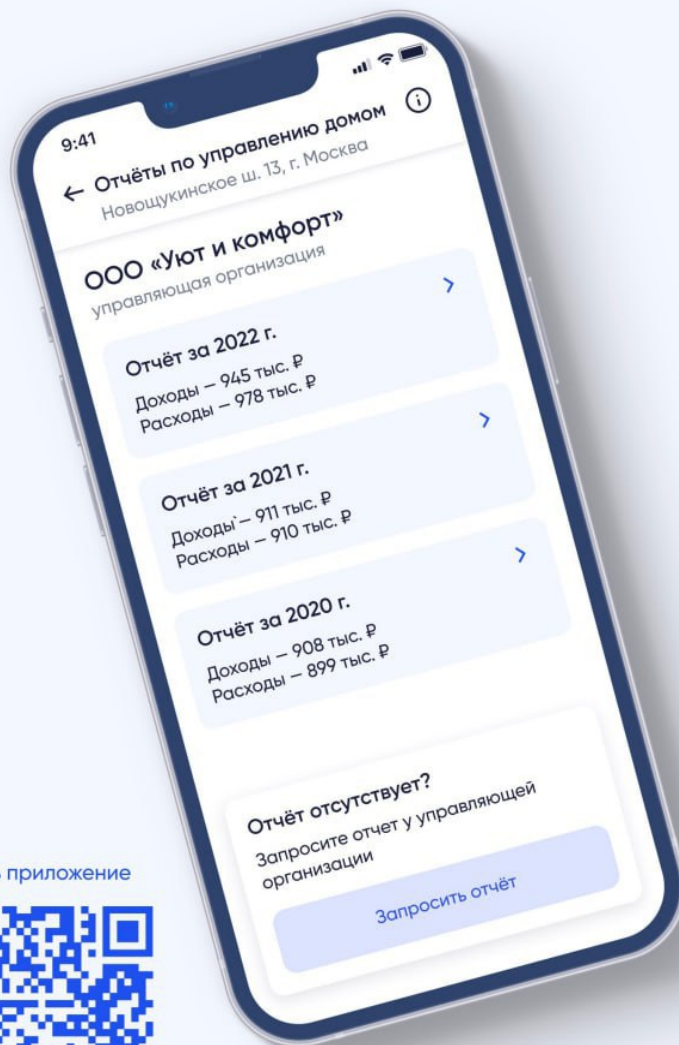 9:41
Отчёты по управлению домом
Новощукинское ш. 13, г. Москва
ООО «Уют и комфорт»
управляющая организация
Отчёт за 2022 г.
Доходы – 945 тыс. ₽
Расходы – 978 тыс. ₽
Отчёт за 2021 г.
Доходы – 911 тыс. ₽
Расходы – 910 тыс. ₽
Отчёт за 2020 г.
Доходы – 908 тыс. ₽
Расходы – 899 тыс. ₽
Отчёт отсутствует?
Запросите отчет у управляющей
организации
Запросить отчёт
приложение